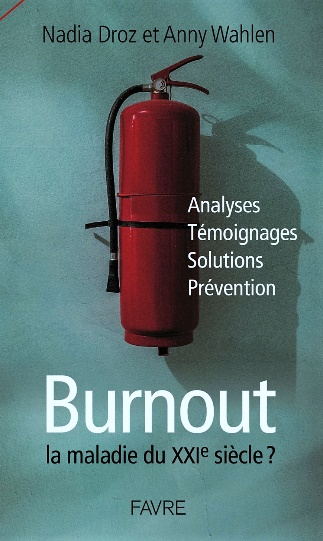 Nadia Droz et Anny Wahlen
Analyses
Témoignages
Solutions
Prévention
Burnout
la maladie du XXIe siècle ?
FAVRE